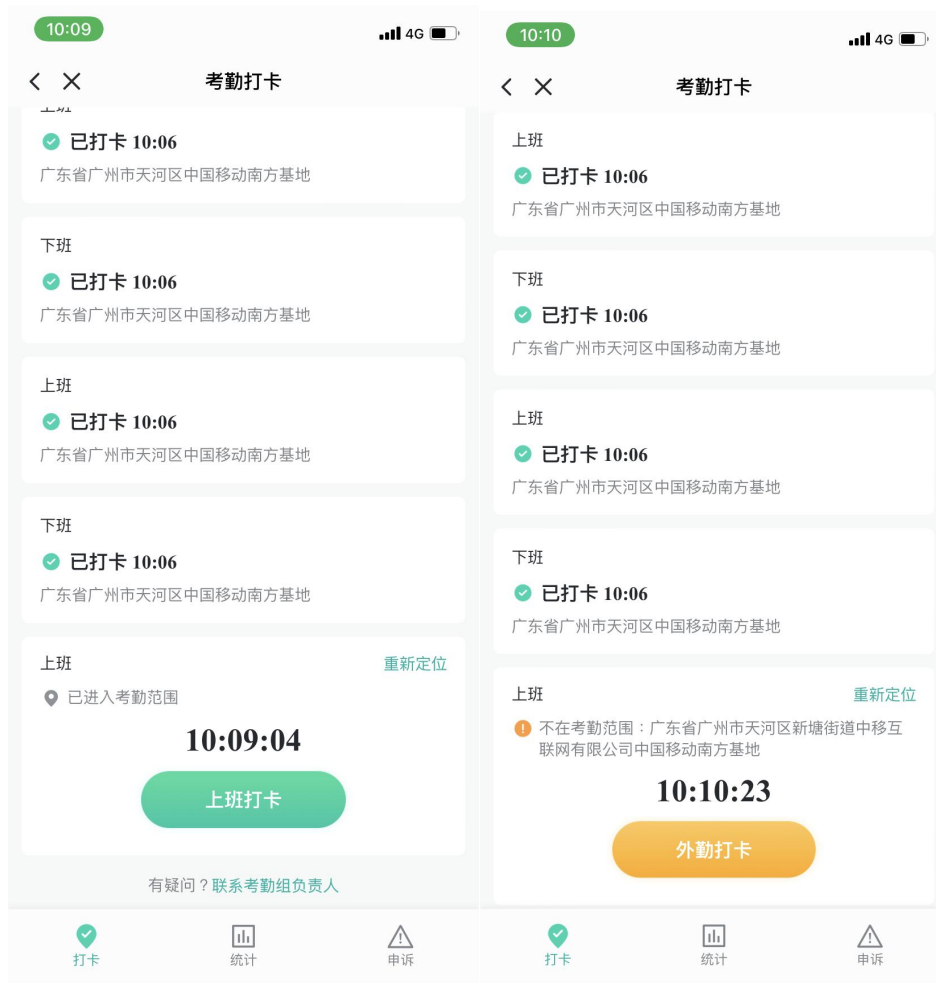 10:09
4G
考勤打卡
上班
已打卡 10:06
广东省广州市天河区中国移动南方基地
下班
已打卡 10:06
广东省广州市天河区中国移动南方基地
上班
已打卡 10:06
广东省广州市天河区中国移动南方基地
下班
已打卡 10:06
广东省广州市天河区中国移动南方基地
上班
重新定位
已进入考勤范围
10:09:04
上班打卡
有疑问？联系考勤组负责人
打卡
统计
申诉
10:10
4G
考勤打卡
上班
已打卡 10:06
广东省广州市天河区中国移动南方基地
下班
已打卡 10:06
广东省广州市天河区中国移动南方基地
上班
已打卡 10:06
广东省广州市天河区中国移动南方基地
下班
已打卡 10:06
广东省广州市天河区中国移动南方基地
上班
重新定位
不在考勤范围：广东省广州市天河区新塘街道中移互
联网有限公司中国移动南方基地
10:10:23
外勤打卡
打卡
统计
申诉